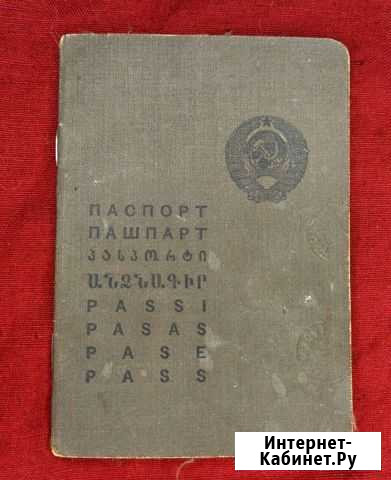 ПАСПОРТ
ПАШПАРТ
ᲞᲐᲡᲞᲝᲠᲢᲘ
ԱՆՁՆԱԳԻՐ
PASSI
PASAS
PASE
PASS
Интернет-
Кабинет.Ру